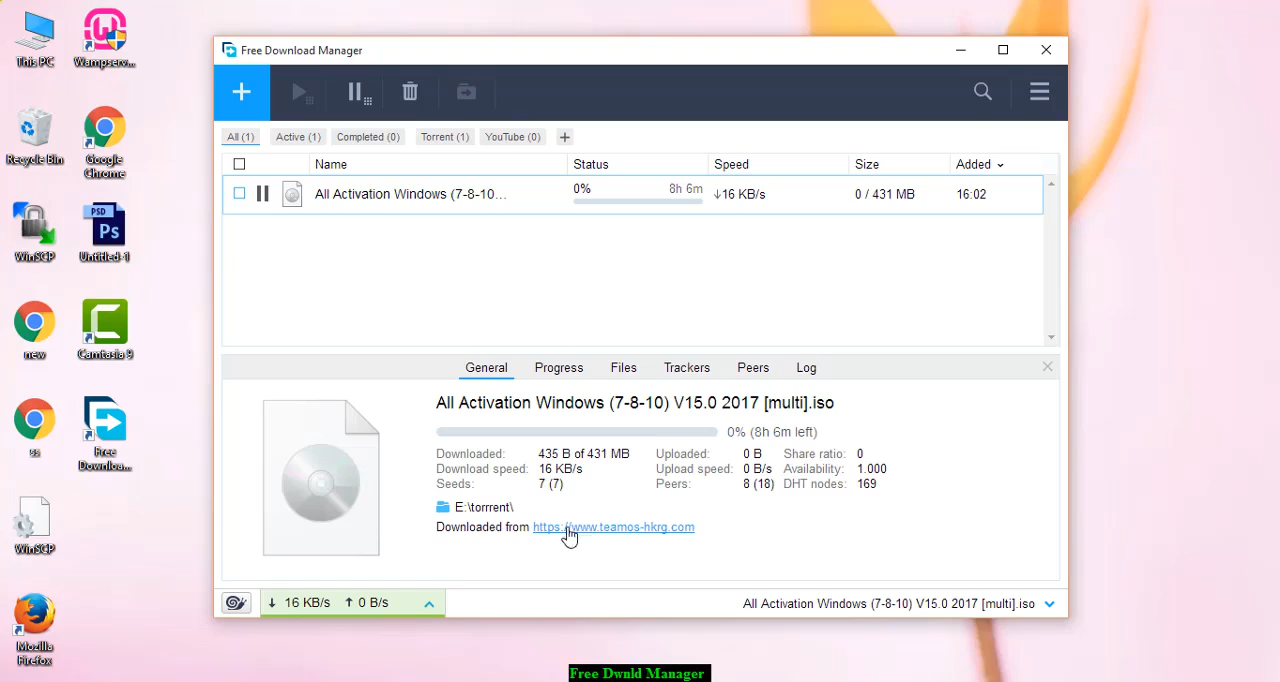 This PC
Wampserv...
Recycle Bin
Google
Chrome
WinSCP
PSD
Ps
Untitled-1
new
Camtasia 9
ss
Free
Downloa...
WinSCP
Mozilla
Firefox
Free Download Manager
All (1)
Active (1)
Completed (0)
Torrent (1)
YouTube (0)
Name
Status
Speed
Size
Added
All Activation Windows (7-8-10...
0%
8h 6m
↓16 KB/s
0 / 431 MB
16:02
General
Progress
Files
Trackers
Peers
Log
All Activation Windows (7-8-10) V15.0 2017 [multi].iso
0% (8h 6m left)
Downloaded: 435 B of 431 MB Uploaded: 0 B Share ratio: 0
Download speed: 16 KB/s Upload speed: 0 B/s Availability: 1.000
Seeds: 7 (7) Peers: 8 (18) DHT nodes: 169
E:\torrrent\
Downloaded from https://www.teamos-hkrg.com
↓ 16 KB/s ↑ 0 B/s
All Activation Windows (7-8-10) V15.0 2017 [multi].iso
Free Dwnld Manager